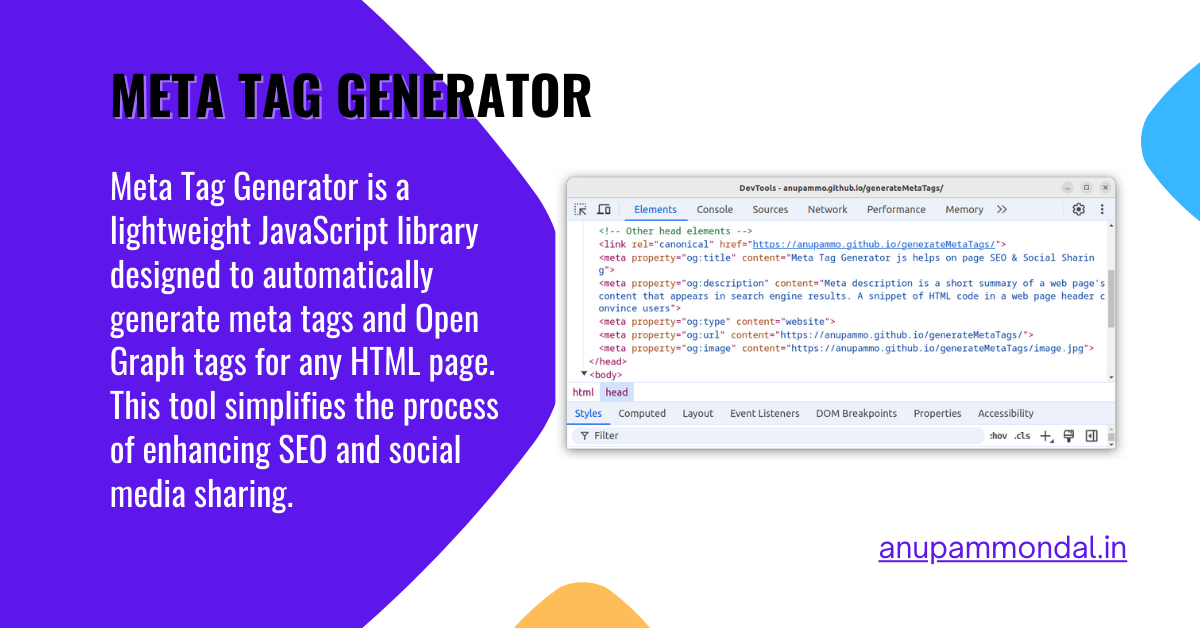 META TAG GENERATOR
Meta Tag Generator is a
lightweight JavaScript library
designed to automatically
generate meta tags and Open
Graph tags for any HTML page.
This tool simplifies the process
of enhancing SEO and social
media sharing.
DevTools - anupammo.github.io/generateMetaTags/
Elements Console Sources Network Performance Memory
<!-- Other head elements -->
<link rel="canonical" href="https://anupammo.github.io/generateMetaTags/">
<meta property="og:title" content="Meta Tag Generator js helps on page SEO & Social Sharin
g">
<meta property="og:description" content="Meta description is a short summary of a web page's
content that appears in search engine results. A snippet of HTML code in a web page header c
onvince users">
<meta property="og:type" content="website">
<meta property="og:url" content="https://anupammo.github.io/generateMetaTags/">
<meta property="og:image" content="https://anupammo.github.io/generateMetaTags/image.jpg">
</head>
<body>
html head
Styles Computed Layout Event Listeners DOM Breakpoints Properties Accessibility
Filter :hov .cls
anupammondal.in